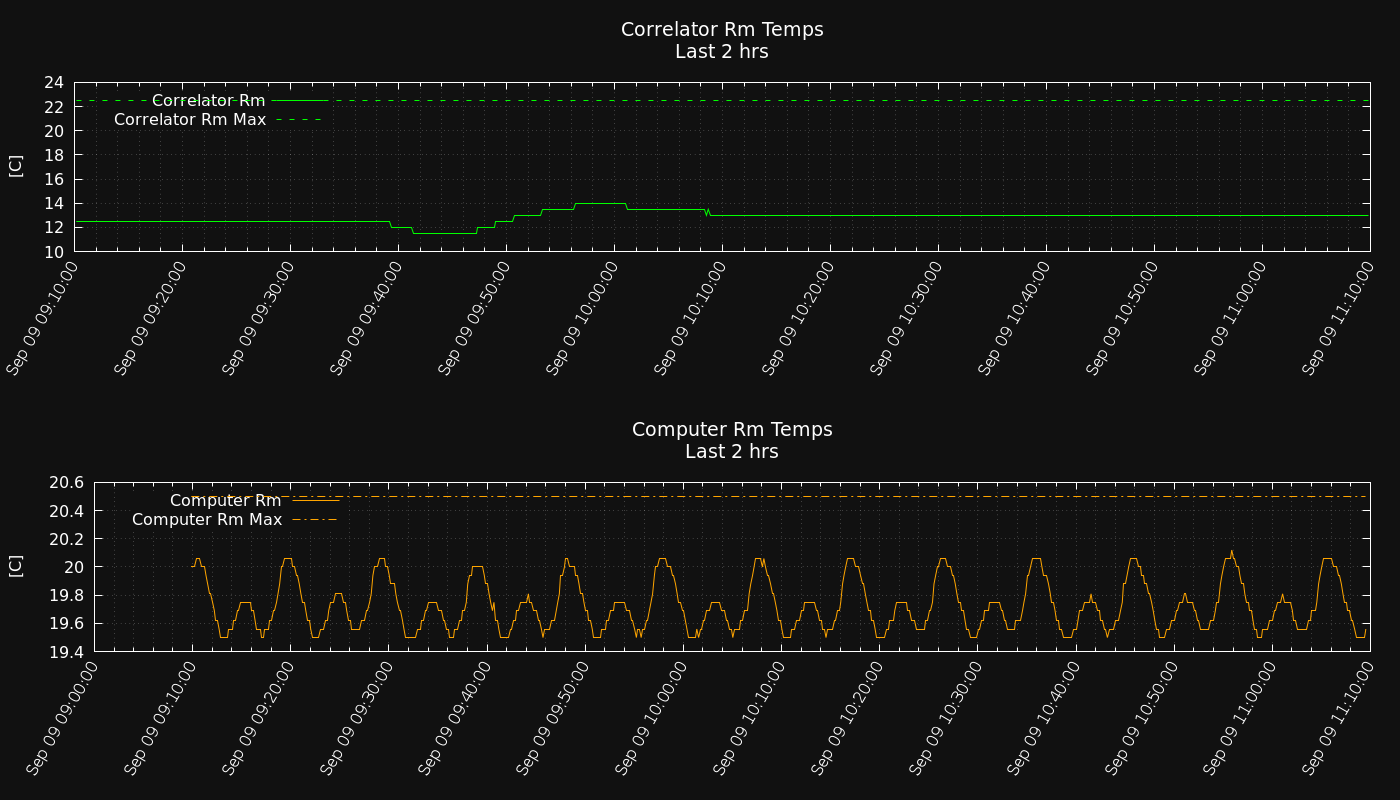 Correlator Rm Temps
Last 2 hrs
24
22
20
18
16
14
12
10
[C]
Correlator Rm
Correlator Rm Max
Sep 09 09:10:00
Sep 09 09:20:00
Sep 09 09:30:00
Sep 09 09:40:00
Sep 09 09:50:00
Sep 09 10:00:00
Sep 09 10:10:00
Sep 09 10:20:00
Sep 09 10:30:00
Sep 09 10:40:00
Sep 09 10:50:00
Sep 09 11:00:00
Sep 09 11:10:00
Computer Rm Temps
Last 2 hrs
20.6
20.4
20.2
20
19.8
19.6
19.4
[C]
Computer Rm
Computer Rm Max
Sep 09 09:00:00
Sep 09 09:10:00
Sep 09 09:20:00
Sep 09 09:30:00
Sep 09 09:40:00
Sep 09 09:50:00
Sep 09 10:00:00
Sep 09 10:10:00
Sep 09 10:20:00
Sep 09 10:30:00
Sep 09 10:40:00
Sep 09 10:50:00
Sep 09 11:00:00
Sep 09 11:10:00